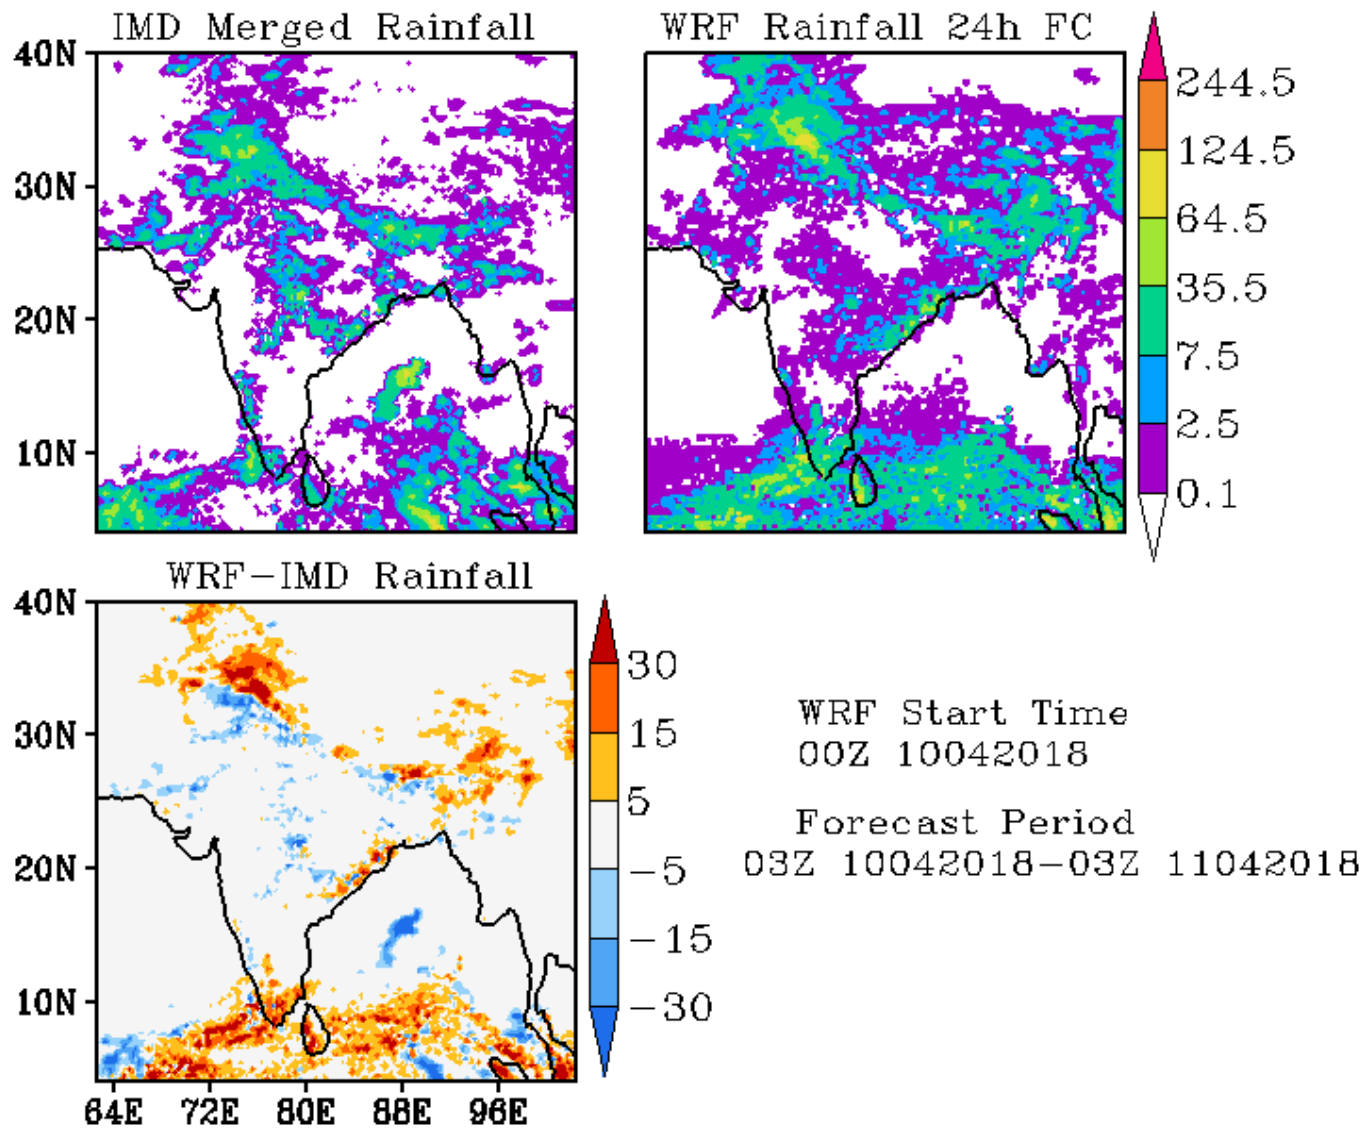 IMD Merged Rainfall
WRF Rainfall 24h FC
40N
30N
20N
10N
244.5
124.5
64.5
35.5
7.5
2.5
0.1
WRF-IMD Rainfall
40N
30N
20N
10N
64E 72E 80E 88E 96E
30
15
5
-5
-15
-30
WRF Start Time
00Z 10042018
Forecast Period
03Z 10042018-03Z 11042018